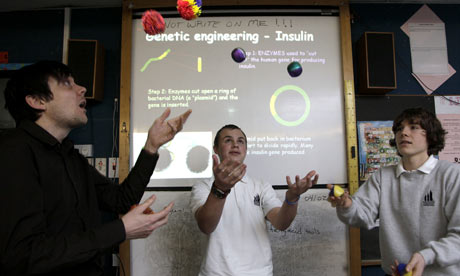 NOT WRITE ON ME !!!
Genetic engineering - Insulin
Step 1: ENZYMES used to "cut
the human gene for producing
insulin.
Step 2: Enzymes cut open a ring of
bacterial DNA (a "plasmid") and the
gene is inserted.
put back in bacterium
to divide rapidly. Many
insulin gene produced.